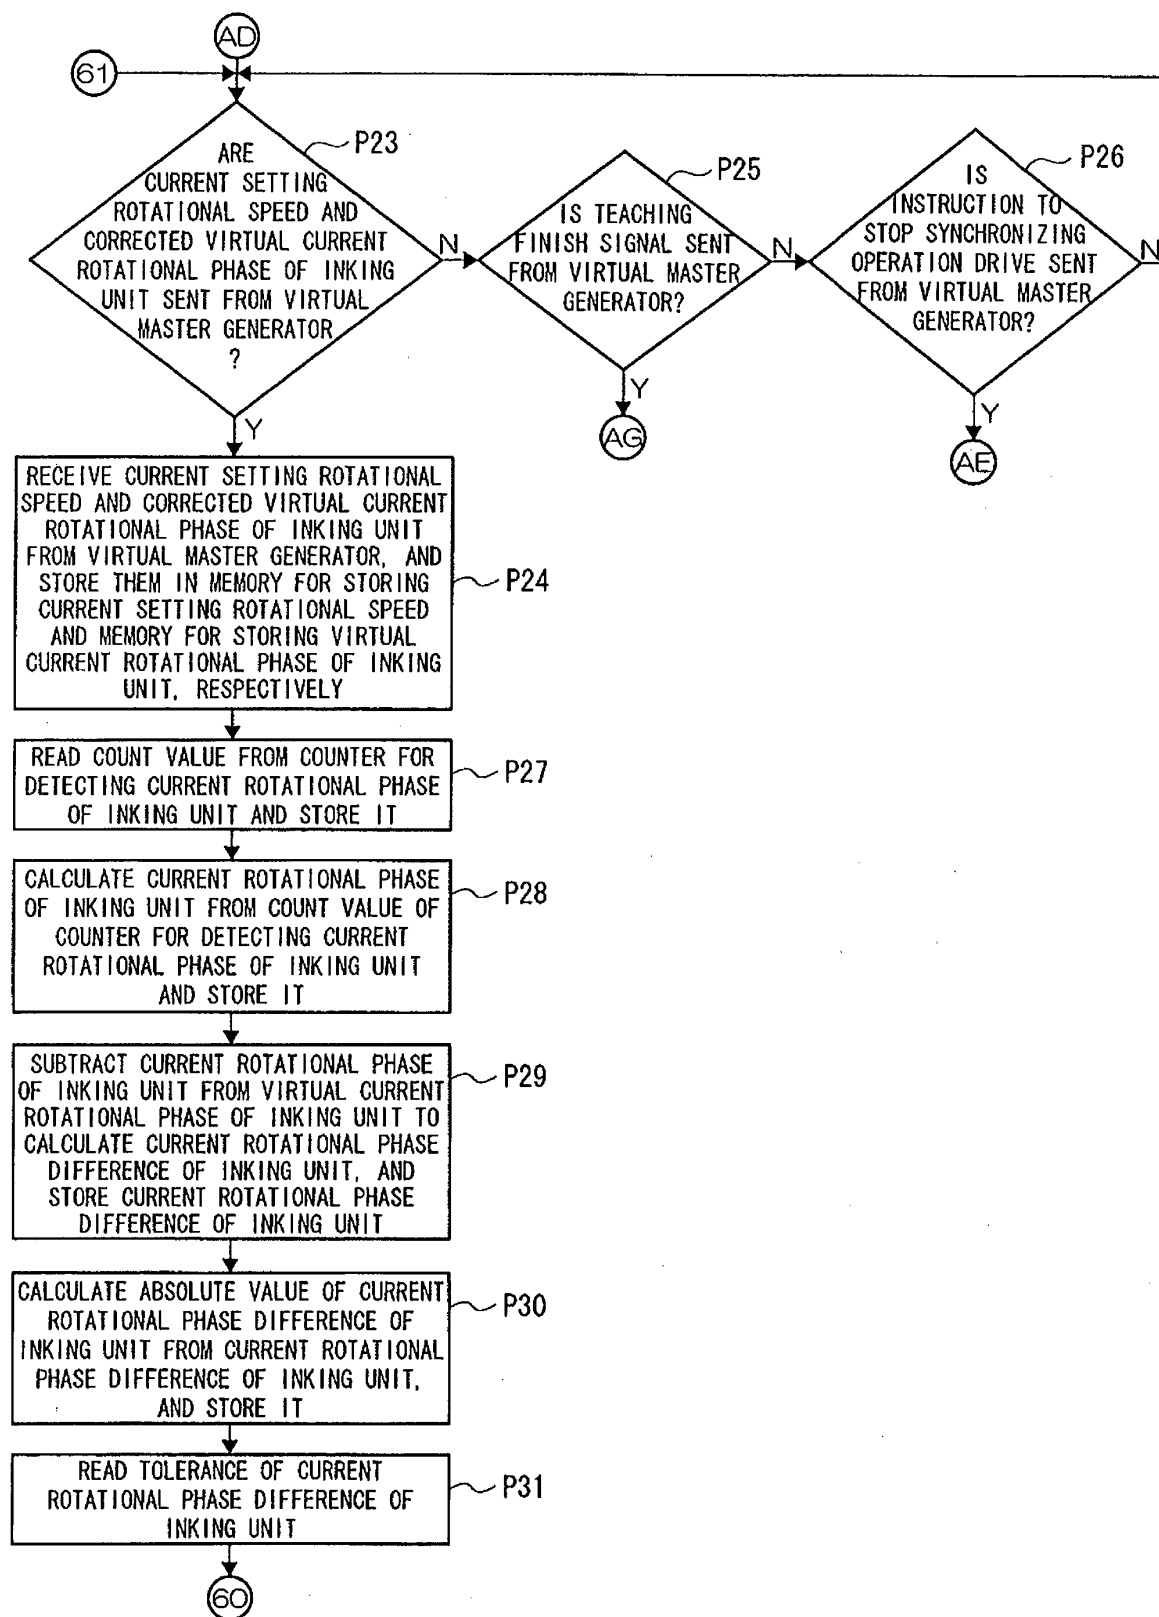 AD
61
P23
ARE
CURRENT SETTING
ROTATIONAL SPEED AND
CORRECTED VIRTUAL CURRENT
ROTATIONAL PHASE OF INKING
UNIT SENT FROM VIRTUAL
MASTER GENERATOR
?
N
Y
P25
IS TEACHING
FINISH SIGNAL SENT
FROM VIRTUAL MASTER
GENERATOR?
N
Y
AG
P26
IS
INSTRUCTION TO
STOP SYNCHRONIZING
OPERATION DRIVE SENT
FROM VIRTUAL MASTER
GENERATOR?
N
Y
AE
RECEIVE CURRENT SETTING ROTATIONAL
SPEED AND CORRECTED VIRTUAL CURRENT
ROTATIONAL PHASE OF INKING UNIT
FROM VIRTUAL MASTER GENERATOR, AND
STORE THEM IN MEMORY FOR STORING
CURRENT SETTING ROTATIONAL SPEED
AND MEMORY FOR STORING VIRTUAL
CURRENT ROTATIONAL PHASE OF INKING
UNIT, RESPECTIVELY
P24
READ COUNT VALUE FROM COUNTER FOR
DETECTING CURRENT ROTATIONAL PHASE
OF INKING UNIT AND STORE IT
P27
CALCULATE CURRENT ROTATIONAL PHASE
OF INKING UNIT FROM COUNT VALUE OF
COUNTER FOR DETECTING CURRENT
ROTATIONAL PHASE OF INKING UNIT
AND STORE IT
P28
SUBTRACT CURRENT ROTATIONAL PHASE
OF INKING UNIT FROM VIRTUAL CURRENT
ROTATIONAL PHASE OF INKING UNIT TO
CALCULATE CURRENT ROTATIONAL PHASE
DIFFERENCE OF INKING UNIT, AND
STORE CURRENT ROTATIONAL PHASE
DIFFERENCE OF INKING UNIT
P29
CALCULATE ABSOLUTE VALUE OF CURRENT
ROTATIONAL PHASE DIFFERENCE OF
INKING UNIT FROM CURRENT ROTATIONAL
PHASE DIFFERENCE OF INKING UNIT,
AND STORE IT
P30
READ TOLERANCE OF CURRENT
ROTATIONAL PHASE DIFFERENCE OF
INKING UNIT
P31
60